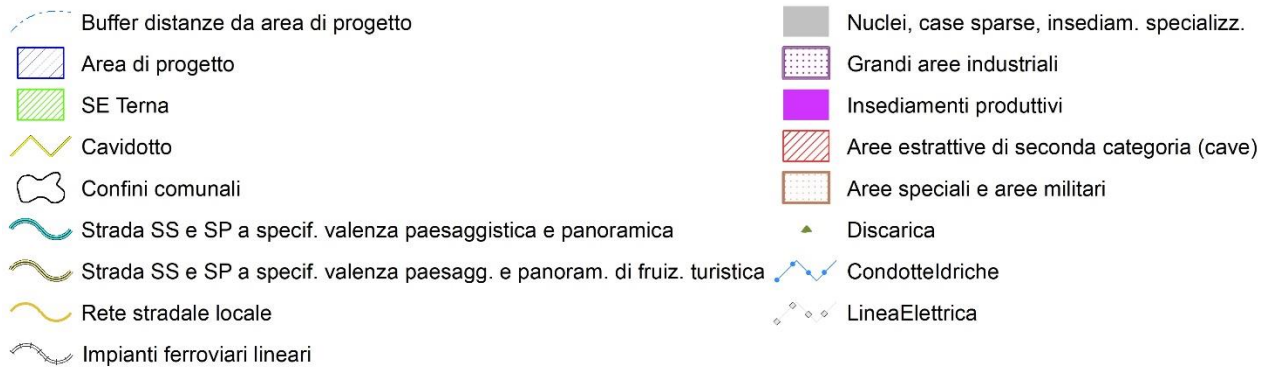 Buffer distanze da area di progetto
Area di progetto
SE Terna
Cavidotto
Confini comunali
Strada SS e SP a specif. valenza paesaggistica e panoramica
Strada SS e SP a specif. valenza paesagg. e panoram. di fruiz. turistica
Rete stradale locale
Impianti ferroviari lineari
Nuclei, case sparse, insediam. specializz.
Grandi aree industriali
Insediamenti produttivi
Aree estrattive di seconda categoria (cave)
Aree speciali e aree militari
Discarica
CondotteIdriche
LineaElettrica